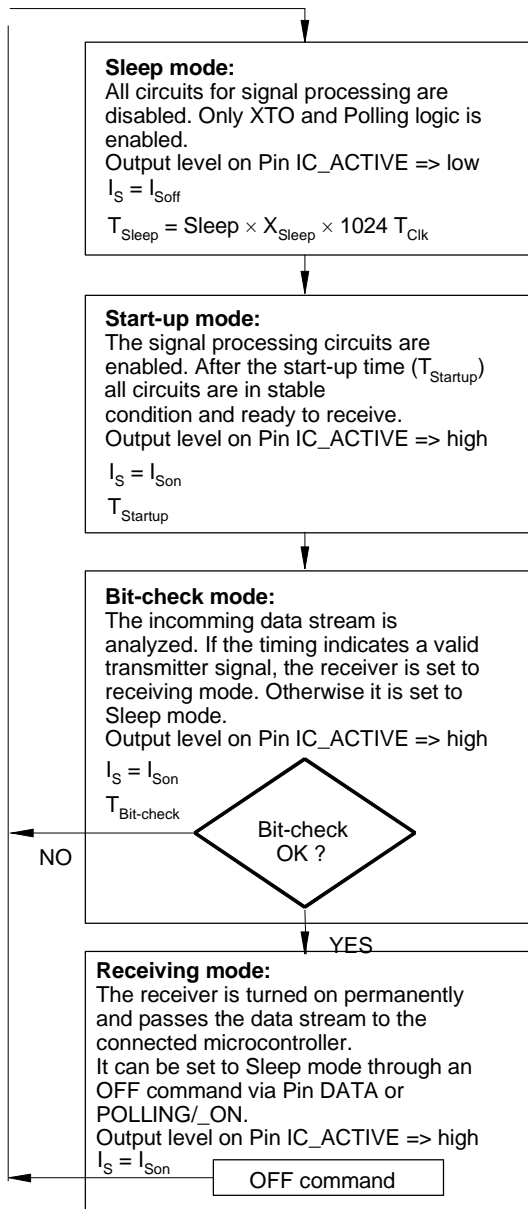 Sleep mode:
All circuits for signal processing are
disabled. Only XTO and Polling logic is
enabled.
Output level on Pin IC_ACTIVE => low
I_S = I_Soff
T_Sleep = Sleep × X_Sleep × 1024 T_Clk
Start-up mode:
The signal processing circuits are
enabled. After the start-up time (T_Startup)
all circuits are in stable
condition and ready to receive.
Output level on Pin IC_ACTIVE => high
I_S = I_Son
T_Startup
Bit-check mode:
The incomming data stream is
analyzed. If the timing indicates a valid
transmitter signal, the receiver is set to
receiving mode. Otherwise it is set to
Sleep mode.
Output level on Pin IC_ACTIVE => high
I_S = I_Son
T_Bit-check
Bit-check
OK ?
NO
YES
Receiving mode:
The receiver is turned on permanently
and passes the data stream to the
connected microcontroller.
It can be set to Sleep mode through an
OFF command via Pin DATA or
POLLING/_ON.
Output level on Pin IC_ACTIVE => high
I_S = I_Son
OFF command